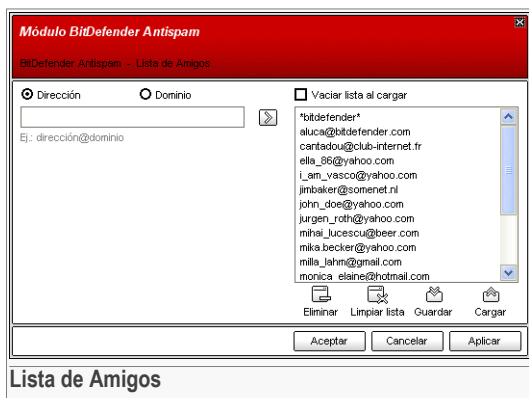 Módulo BitDefender Antispam
BitDefender Antispam - Lista de Amigos
Dirección Dominio
Ej.: dirección@dominio
Vaciar lista al cargar
*bitdefender*
aluca@bitdefender.com
cantadou@club-internet.fr
ella_86@yahoo.com
i_am_vasco@yahoo.com
jimbaker@somenet.nl
john_doe@yahoo.com
jurgen_roth@yahoo.com
mihai_lucescu@beer.com
mika.becker@yahoo.com
milla_lahm@gmail.com
monica_elaine@hotmail.com
Eliminar Limpiar lista Guardar Cargar
Aceptar Cancelar Aplicar
Lista de Amigos